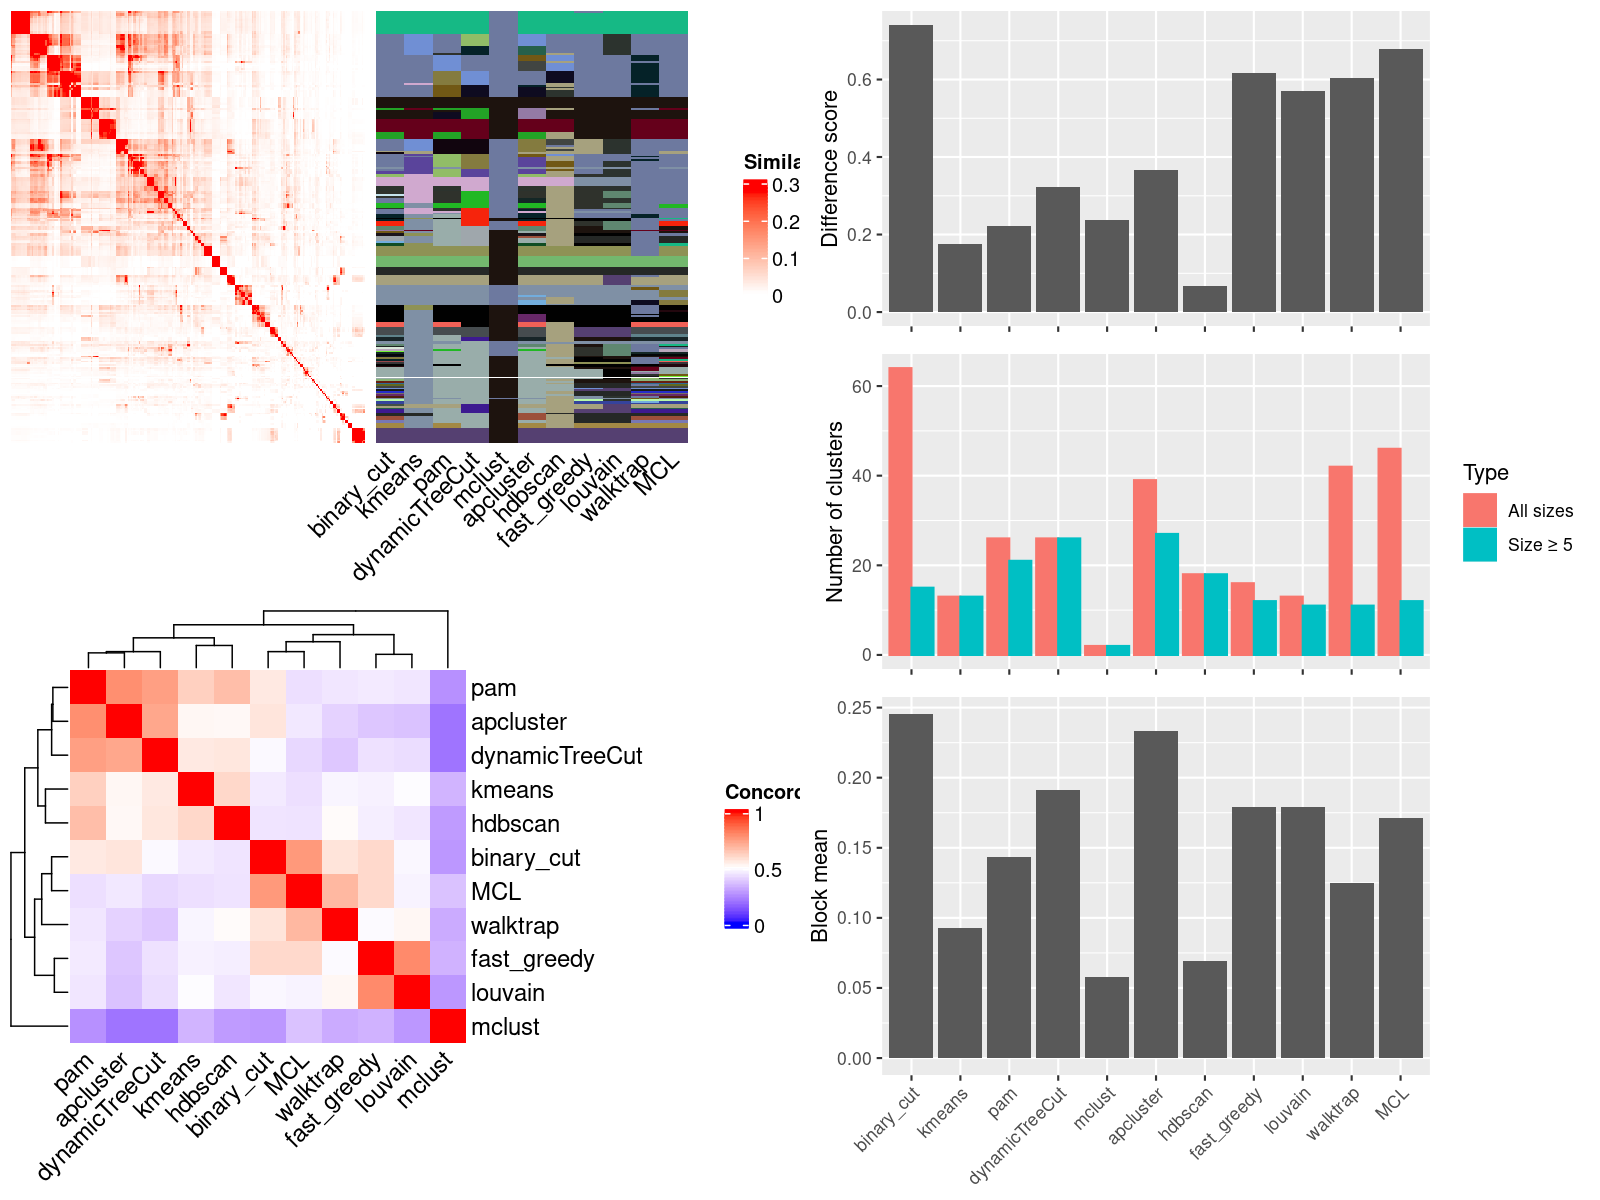 Simila
0.3
0.2
0.1
0
binary_cut
kmeans
pam
dynamicTreeCut
mclust
apcluster
hdbscan
fast_greedy
louvain
walktrap
MCL
pam
apcluster
dynamicTreeCut
kmeans
hdbscan
binary_cut
MCL
walktrap
fast_greedy
louvain
mclust
Concord
1
0.5
0
pam
apcluster
dynamicTreeCut
kmeans
hdbscan
binary_cut
MCL
walktrap
fast_greedy
louvain
mclust
Difference score
0.6
0.4
0.2
0.0
Number of clusters
60
40
20
0
Type
All sizes
Size ≥ 5
Block mean
0.25
0.20
0.15
0.10
0.05
0.00
binary_cut
kmeans
pam
dynamicTreeCut
mclust
apcluster
hdbscan
fast_greedy
louvain
walktrap
MCL